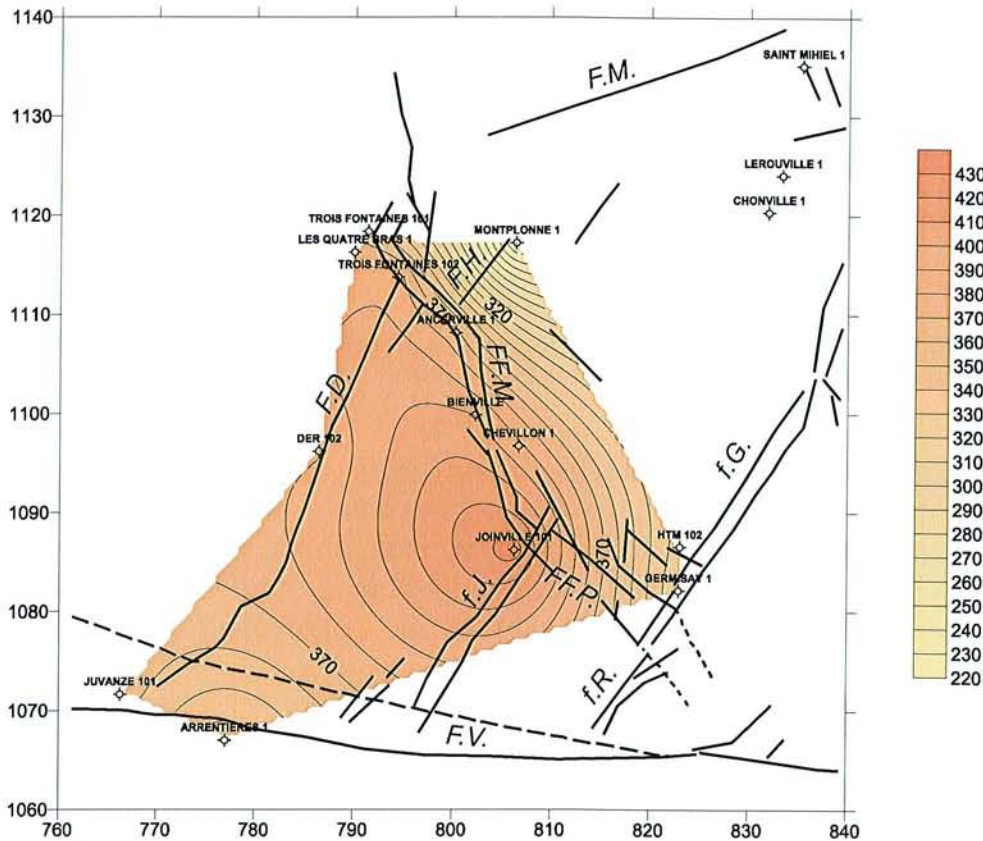 1140
1130
1120
1110
1100
1090
1080
1070
1060
760
770
780
790
800
810
820
830
840
F.M.
SAINT MIHIEL 1
LEROUVILLE 1
CHONVILLE 1
TROIS FONTAINES 101
LES QUATRE BRAS 1
TROIS FONTAINES 102
MONTPLONNE 1
F.H.
370
320
ANCERVILLE 1
FF.M.
F.D.
BIENVILLE
CHEVILLON 1
DER 102
f.G.
JOINVILLE 101
370
HTM 102
GERMISAY 1
FF.P.
f.J.
370
f.R.
JUVANZE 101
ARRENTIERES 1
F.V.
430
420
410
400
390
380
370
360
350
340
330
320
310
300
290
280
270
260
250
240
230
220